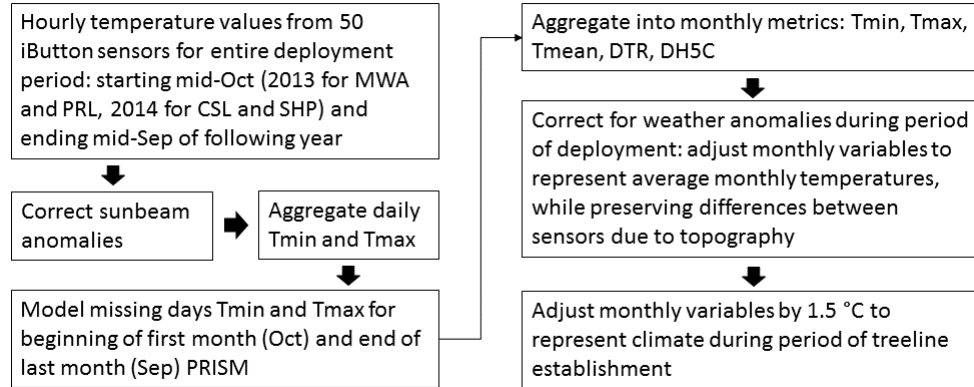 Hourly temperature values from 50
iButton sensors for entire deployment
period: starting mid-Oct (2013 for MWA
and PRL, 2014 for CSL and SHP) and
ending mid-Sep of following year
Correct sunbeam
anomalies
Aggregate daily
Tmin and Tmax
Model missing days Tmin and Tmax for
beginning of first month (Oct) and end of
last month (Sep) PRISM
Aggregate into monthly metrics: Tmin, Tmax,
Tmean, DTR, DH5C
Correct for weather anomalies during period
of deployment: adjust monthly variables to
represent average monthly temperatures,
while preserving differences between
sensors due to topography
Adjust monthly variables by 1.5 °C to
represent climate during period of treeline
establishment